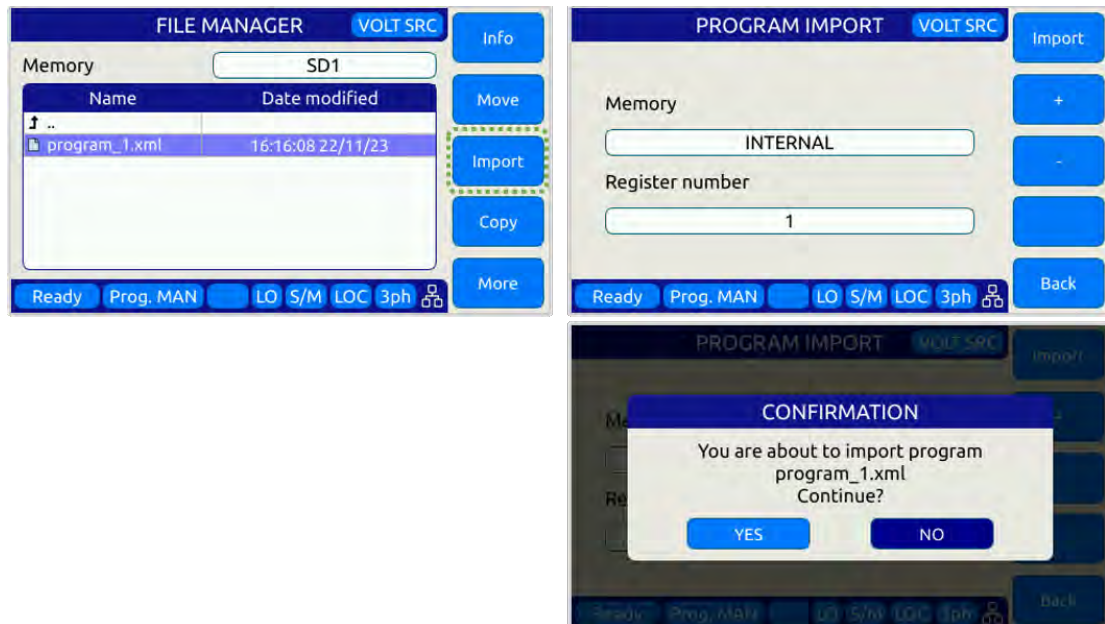 FILE MANAGER VOLT SRC
Info
Memory SD1
Name Date modified
Move
..
program_1.xml 16:16:08 22/11/23
Import
Copy
More
Ready Prog. MAN LO S/M LOC 3ph
PROGRAM IMPORT VOLT SRC
Import
Memory
+
INTERNAL
-
Register number
1
Back
Ready Prog. MAN LO S/M LOC 3ph
PROGRAM IMPORT VOLT SRC
Import
Me
CONFIRMATION
You are about to import program
program_1.xml
Continue?
Re
YES NO
Back
Ready Prog. MAN LO S/M LOC 3ph